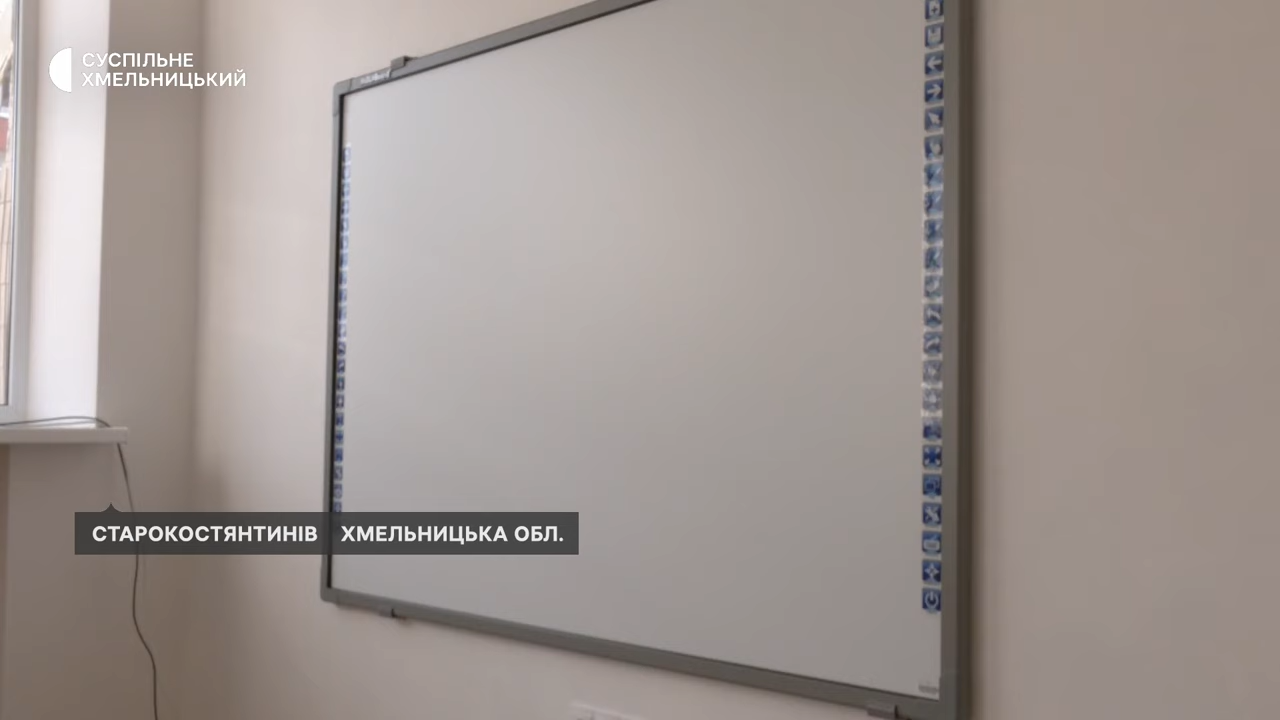 СУСПІЛЬНЕ
ХМЕЛЬНИЦЬКИЙ
СТАРОКОСТЯНТИНІВ ХМЕЛЬНИЦЬКА ОБЛ.